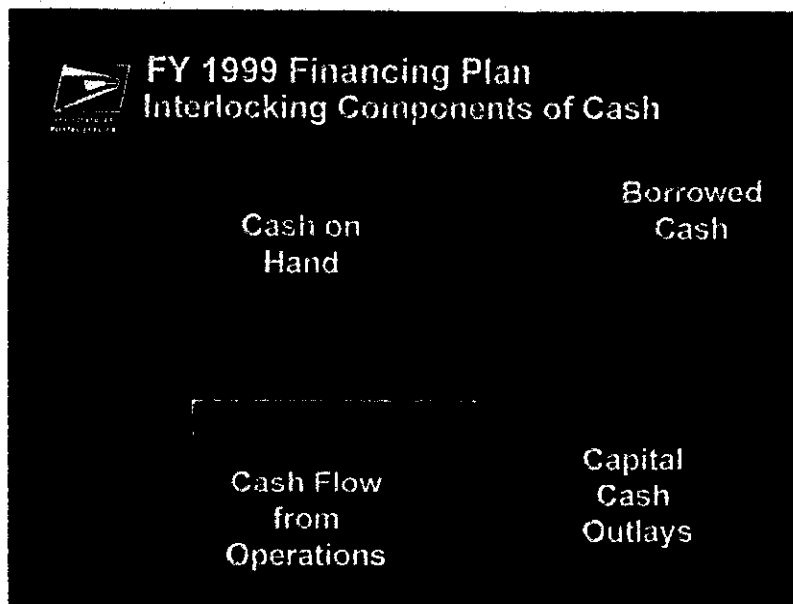 FY 1999 Financing Plan
Interlocking Components of Cash
Cash on
Hand
Borrowed
Cash
Cash Flow
from
Operations
Capital
Cash
Outlays